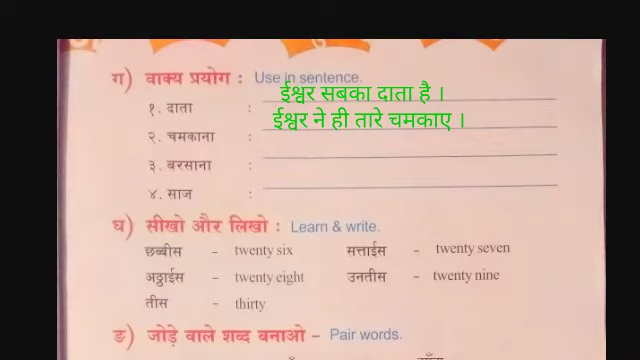 ग) वाक्य प्रयोग : Use in sentence.
ईश्वर सबका दाता है ।
१. दाता :
ईश्वर ने ही तारे चमकाए ।
२. चमकाना :
३. बरसाना :
४. साज :
घ) सीखो और लिखो : Learn & write.
छब्बीस - twenty six सत्ताईस - twenty seven
अठ्ठाईस - twenty eight उनतीस - twenty nine
तीस - thirty
ङ) जोड़े वाले शब्द बनाओ - Pair words.